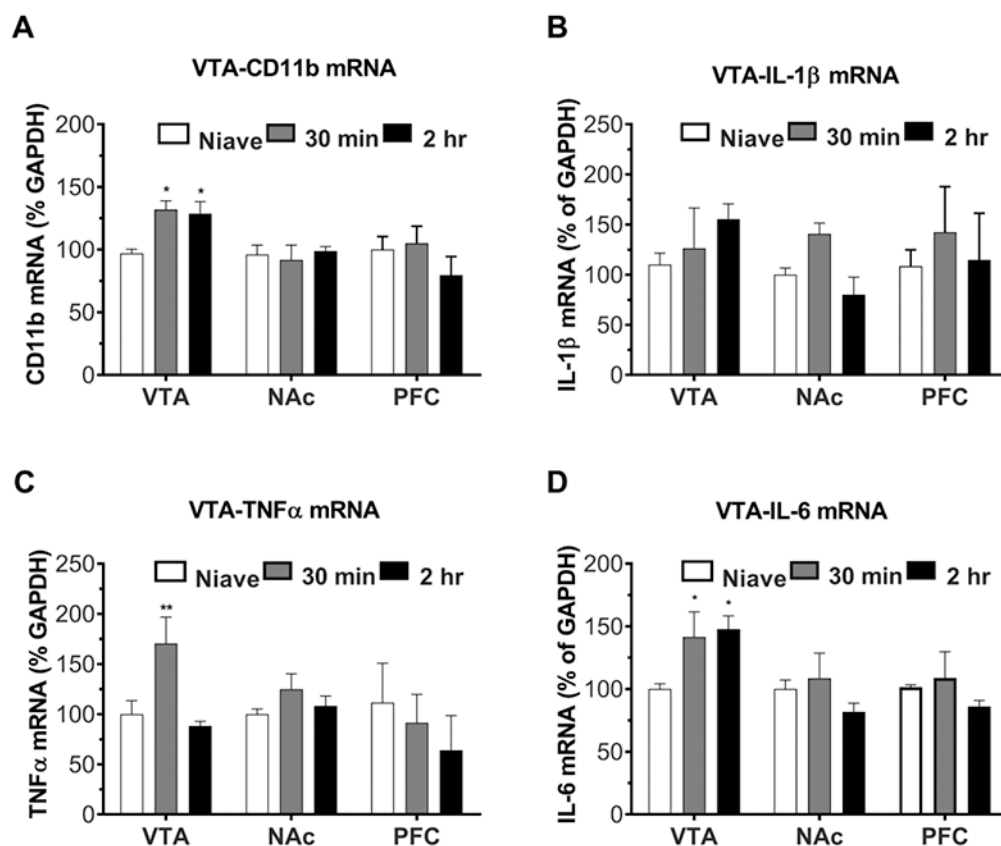 A
VTA-CD11b mRNA
CD11b mRNA (% GAPDH)
200
150
100
50
0
Niave 30 min 2 hr
* *
VTA NAc PFC
B
VTA-IL-1β mRNA
IL-1β mRNA (% of GAPDH)
250
200
150
100
50
0
Niave 30 min 2 hr
VTA NAc PFC
C
VTA-TNFα mRNA
TNFα mRNA (% GAPDH)
250
200
150
100
50
0
Niave 30 min 2 hr
**
VTA NAc PFC
D
VTA-IL-6 mRNA
IL-6 mRNA (% of GAPDH)
200
150
100
50
0
Niave 30 min 2 hr
* *
VTA NAc PFC